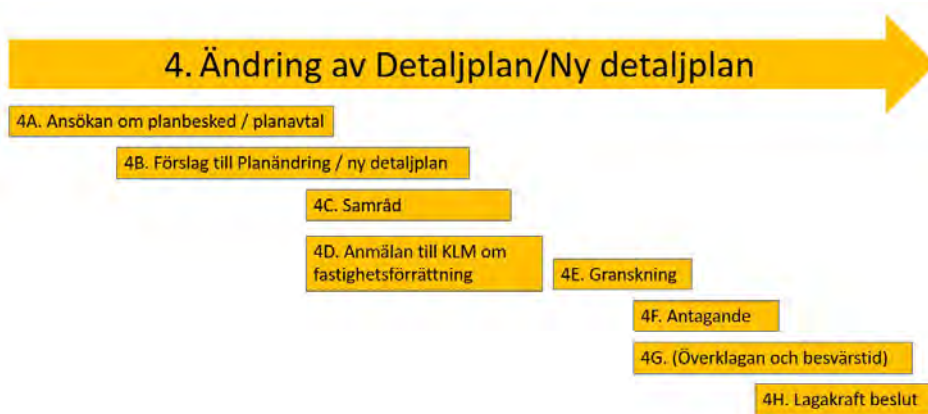 4. Ändring av Detaljplan/Ny detaljplan
4A. Ansökan om planbesked / planavtal
4B. Förslag till Planändring / ny detaljplan
4C. Samråd
4D. Anmälan till KLM om
fastighetsförrättning
4E. Granskning
4F. Antagande
4G. (Överklagan och besvärstid)
4H. Lagakraft beslut